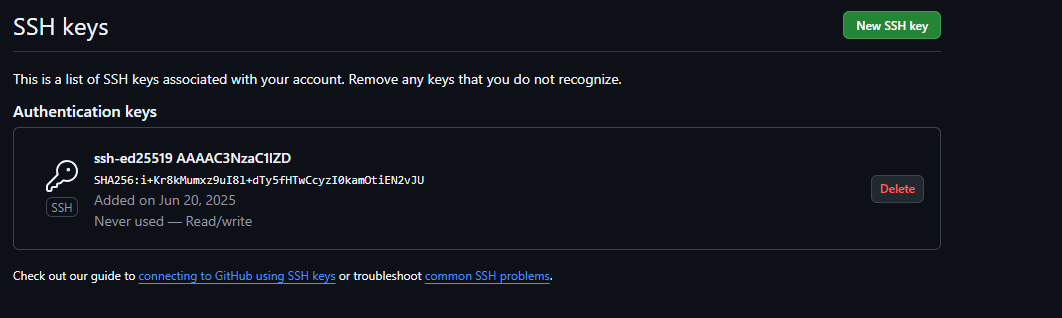 SSH keys
New SSH key
This is a list of SSH keys associated with your account. Remove any keys that you do not recognize.
Authentication keys
ssh-ed25519 AAAAC3NzaC1lZD
SHA256:i+Kr8kMumxz9uI8l+dTy5fHTwCcyzI0kamOtiEN2vJU
SSH
Added on Jun 20, 2025
Never used — Read/write
Delete
Check out our guide to connecting to GitHub using SSH keys or troubleshoot common SSH problems.